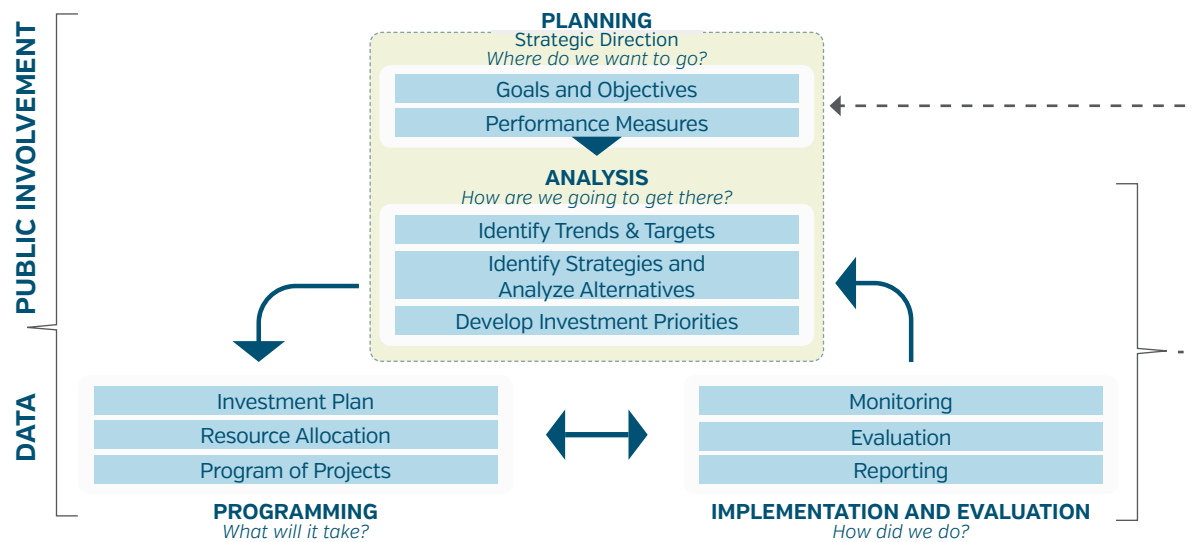 PUBLIC INVOLVEMENT
DATA
PLANNING
Strategic Direction
Where do we want to go?
Goals and Objectives
Performance Measures
ANALYSIS
How are we going to get there?
Identify Trends & Targets
Identify Strategies and
Analyze Alternatives
Develop Investment Priorities
Investment Plan
Resource Allocation
Program of Projects
PROGRAMMING
What will it take?
Monitoring
Evaluation
Reporting
IMPLEMENTATION AND EVALUATION
How did we do?